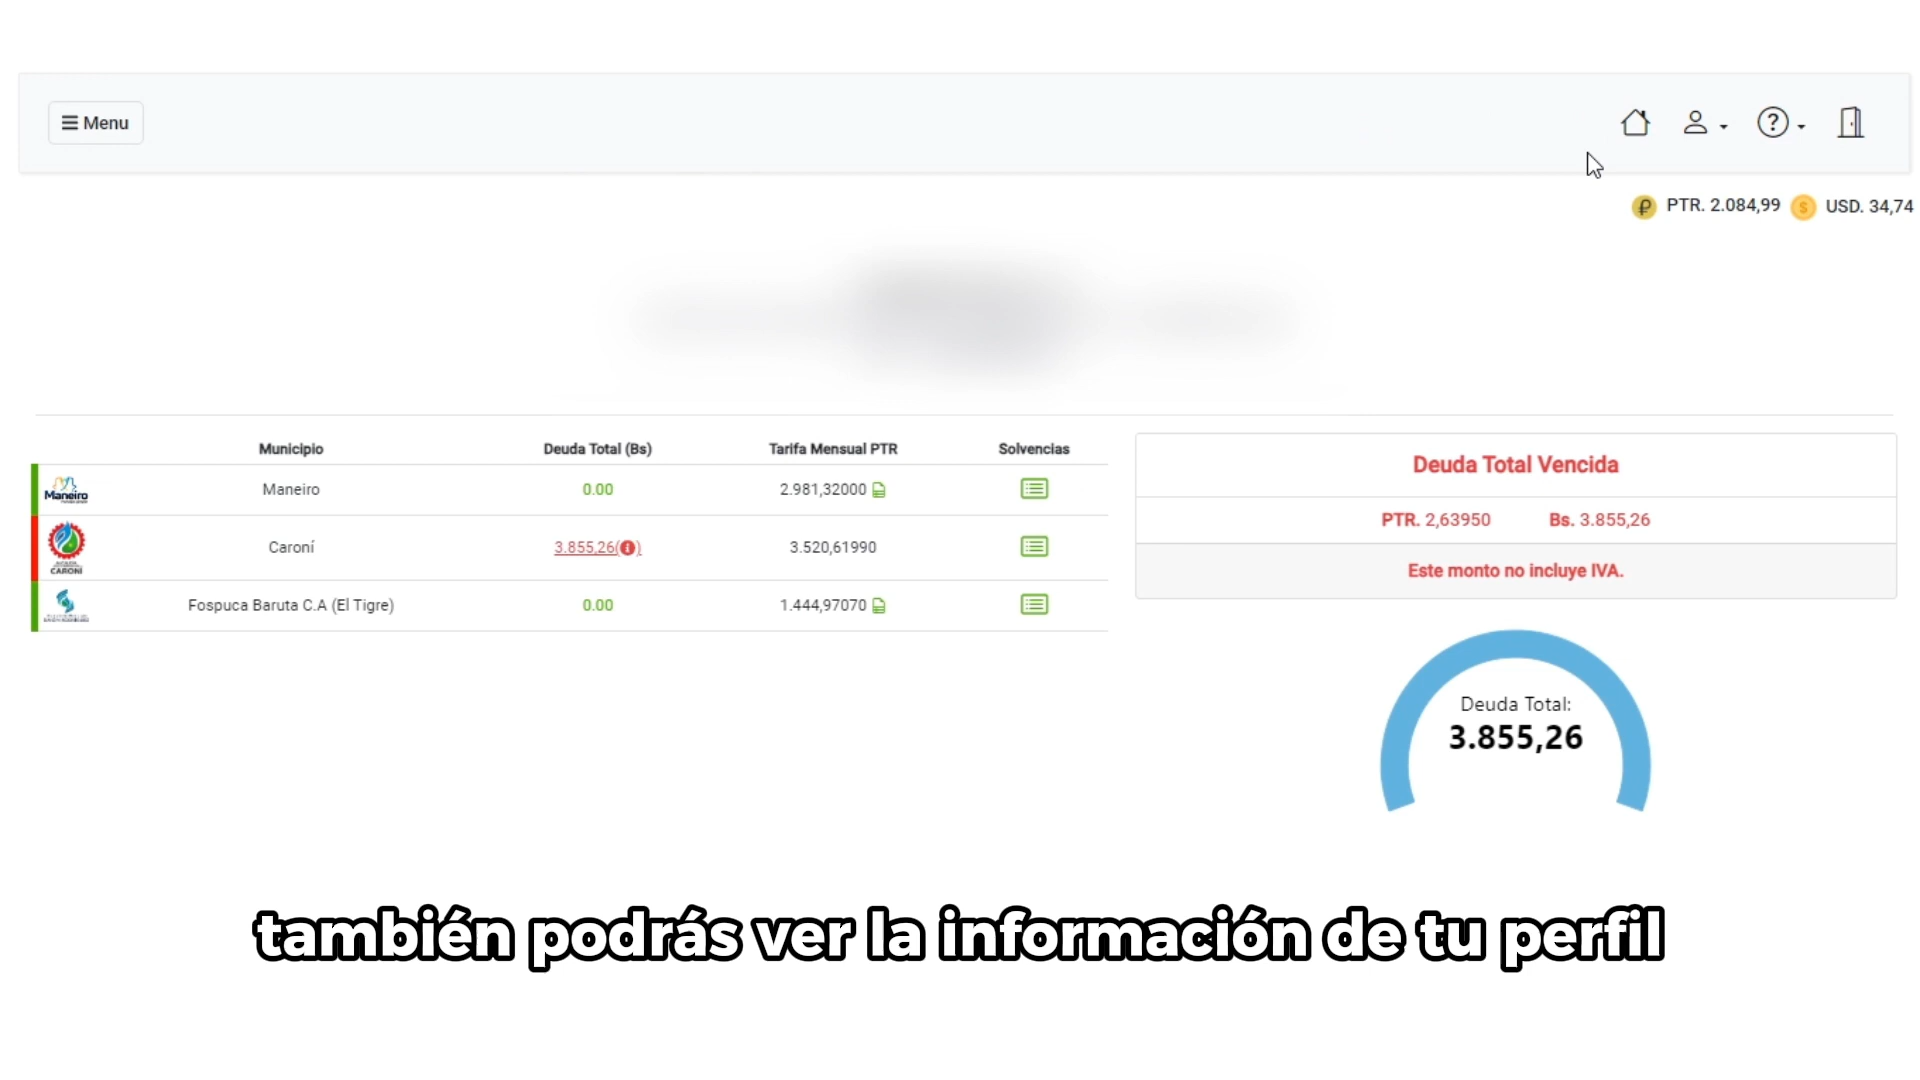 Menu
PTR. 2.084,99 USD. 34,74
Municipio Deuda Total (Bs) Tarifa Mensual PTR Solvencias
Maneiro Maneiro 0.00 2.981,32000
CARONI Caroní 3.855,26() 3.520,61990
Fospuca Baruta C.A (El Tigre) 0.00 1.444,97070
Deuda Total Vencida
PTR. 2,63950 Bs. 3.855,26
Este monto no incluye IVA.
Deuda Total:
3.855,26
también podrás ver la información de tu perfil